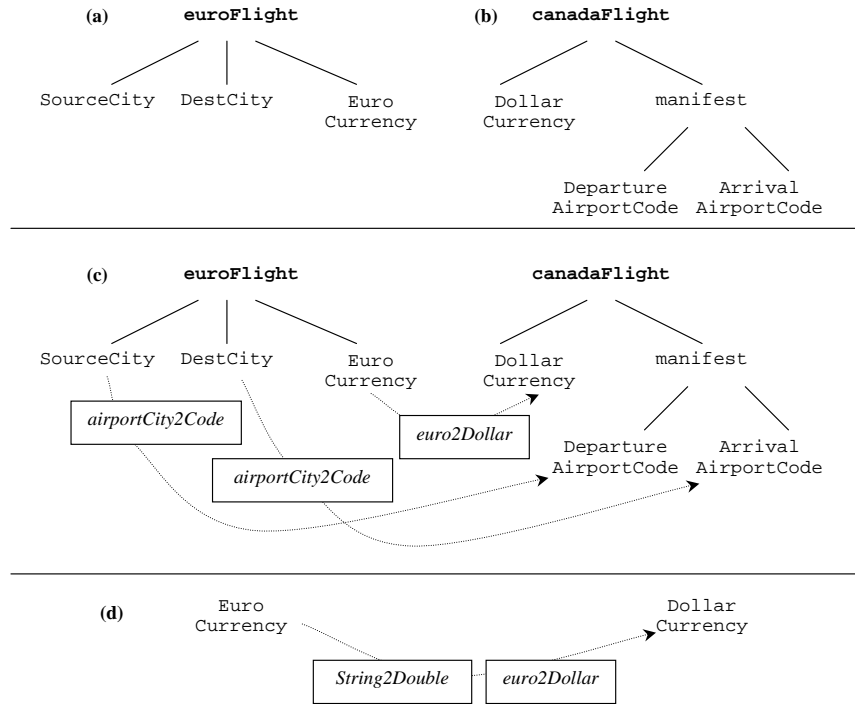 (a) euroFlight (b) canadaFlight
SourceCity DestCity Euro Dollar manifest
Currency Currency
Departure Arrival
AirportCode AirportCode
(c) euroFlight canadaFlight
SourceCity DestCity Euro Dollar manifest
Currency Currency
airportCity2Code
euro2Dollar
Departure Arrival
AirportCode AirportCode
airportCity2Code
(d) Euro Dollar
Currency Currency
String2Double euro2Dollar